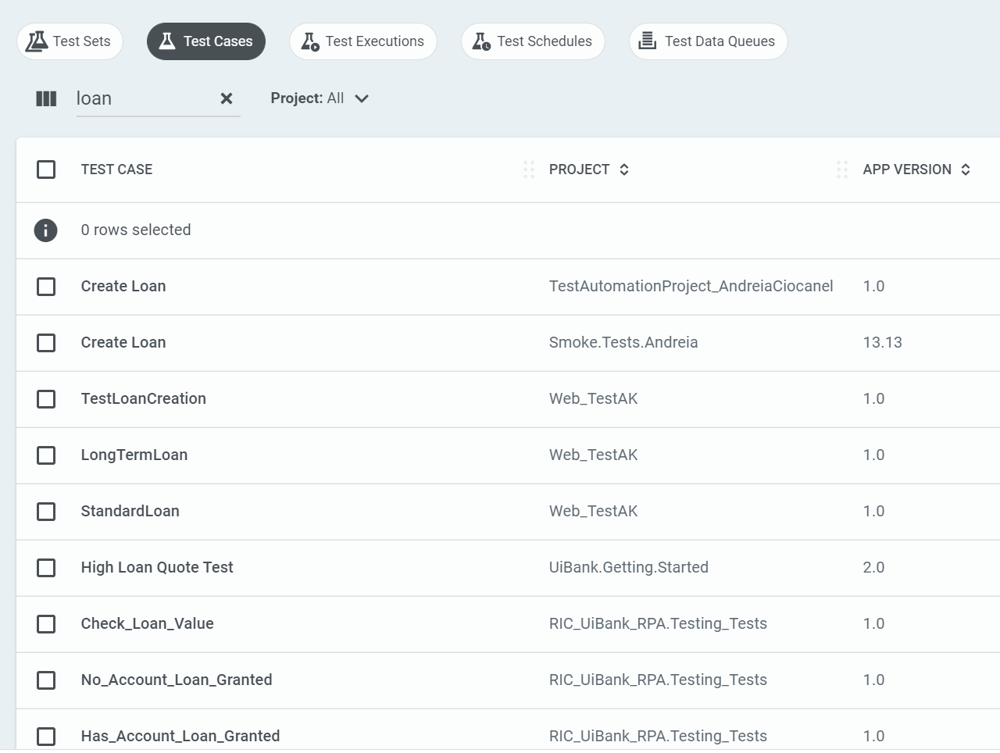 Test Sets Test Cases Test Executions Test Schedules Test Data Queues
loan Project: All
TEST CASE PROJECT APP VERSION
0 rows selected
Create Loan TestAutomationProject_AndreiaCiocanel 1.0
Create Loan Smoke.Tests.Andreia 13.13
TestLoanCreation Web_TestAK 1.0
LongTermLoan Web_TestAK 1.0
StandardLoan Web_TestAK 1.0
High Loan Quote Test UiBank.Getting.Started 2.0
Check_Loan_Value RIC_UiBank_RPA.Testing_Tests 1.0
No_Account_Loan_Granted RIC_UiBank_RPA.Testing_Tests 1.0
Has_Account_Loan_Granted RIC_UiBank_RPA.Testing_Tests 1.0